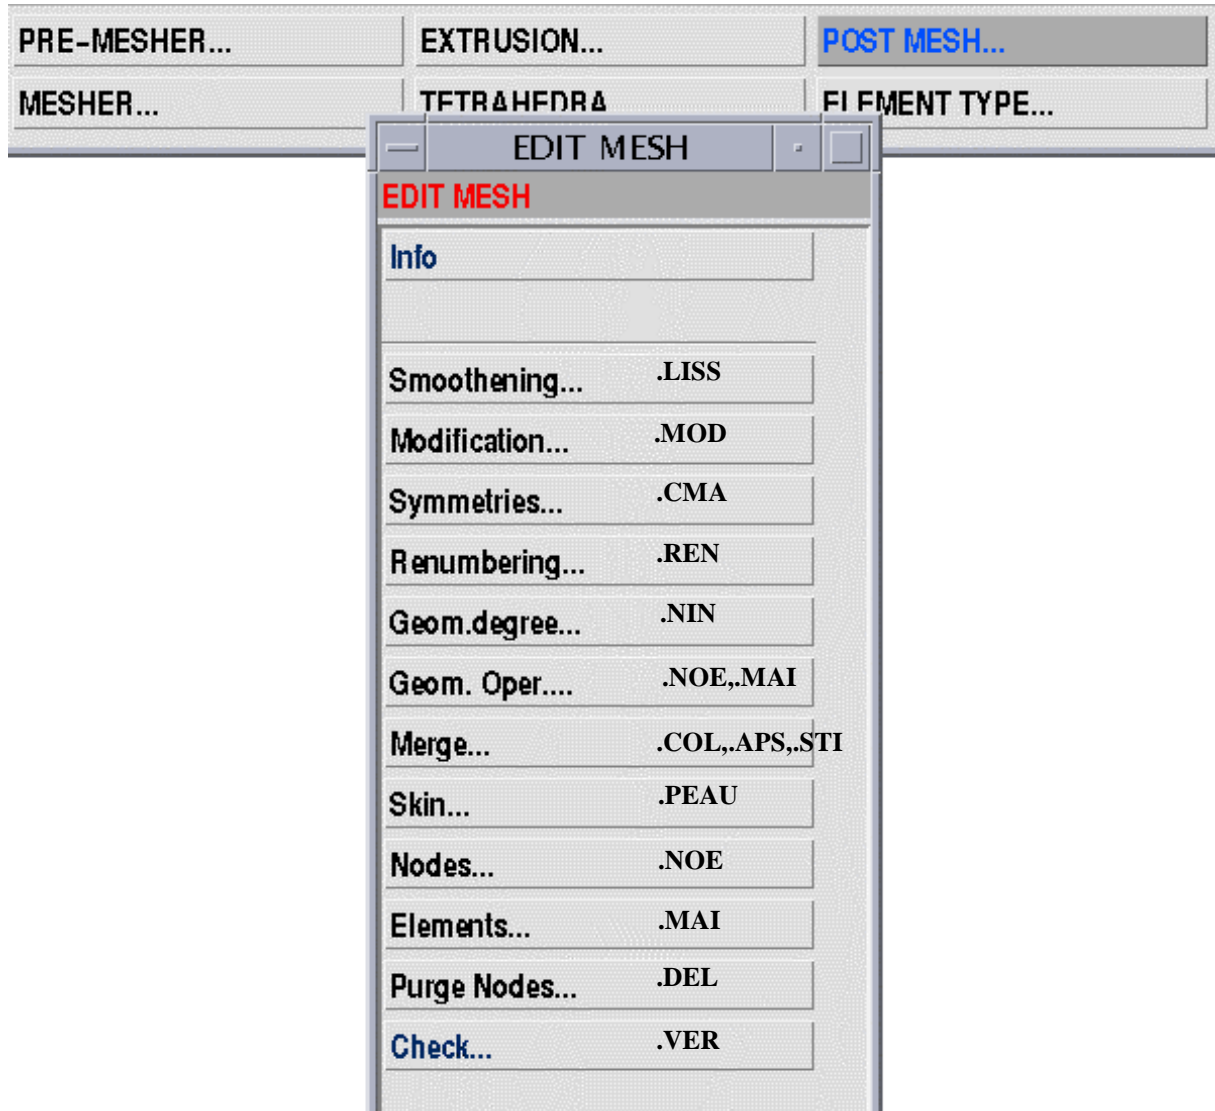 PRE-MESHER... EXTRUSION... POST MESH...
MESHER... TETRAHEDRA ELEMENT TYPE...
EDIT MESH
EDIT MESH
Info
Smoothening... .LISS
Modification... .MOD
Symmetries... .CMA
Renumbering... .REN
Geom.degree... .NIN
Geom. Oper.... .NOE,.MAI
Merge... .COL,.APS,.STI
Skin... .PEAU
Nodes... .NOE
Elements... .MAI
Purge Nodes... .DEL
Check... .VER